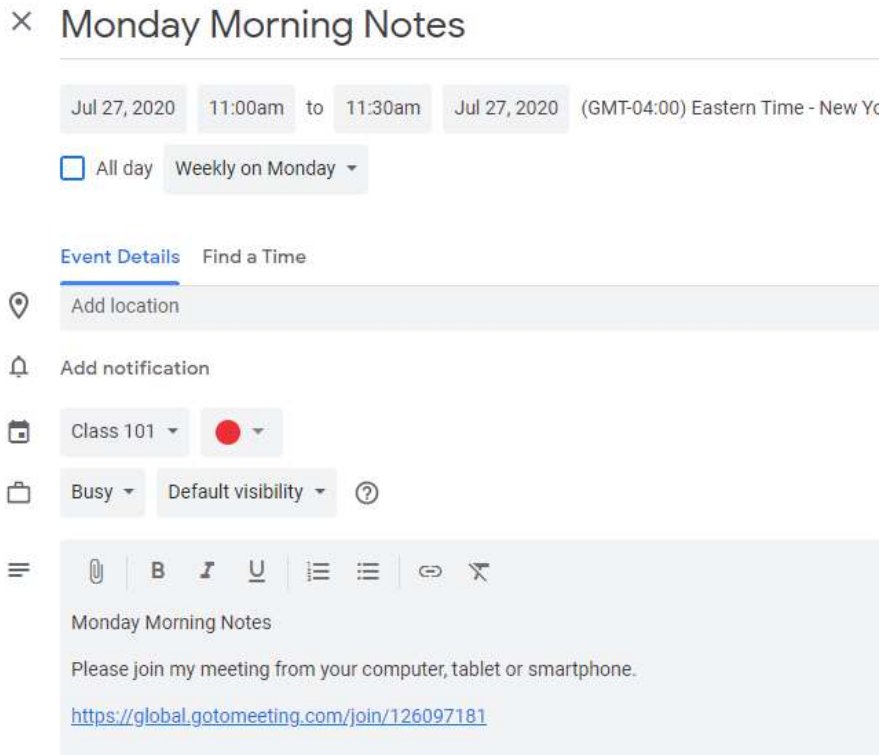 Monday Morning Notes
Jul 27, 2020 11:00am to 11:30am Jul 27, 2020 (GMT-04:00) Eastern Time - New Yo
All day Weekly on Monday
Event Details Find a Time
Add location
Add notification
Class 101
Busy Default visibility
B I U
Monday Morning Notes
Please join my meeting from your computer, tablet or smartphone.
https://global.gotomeeting.com/join/126097181